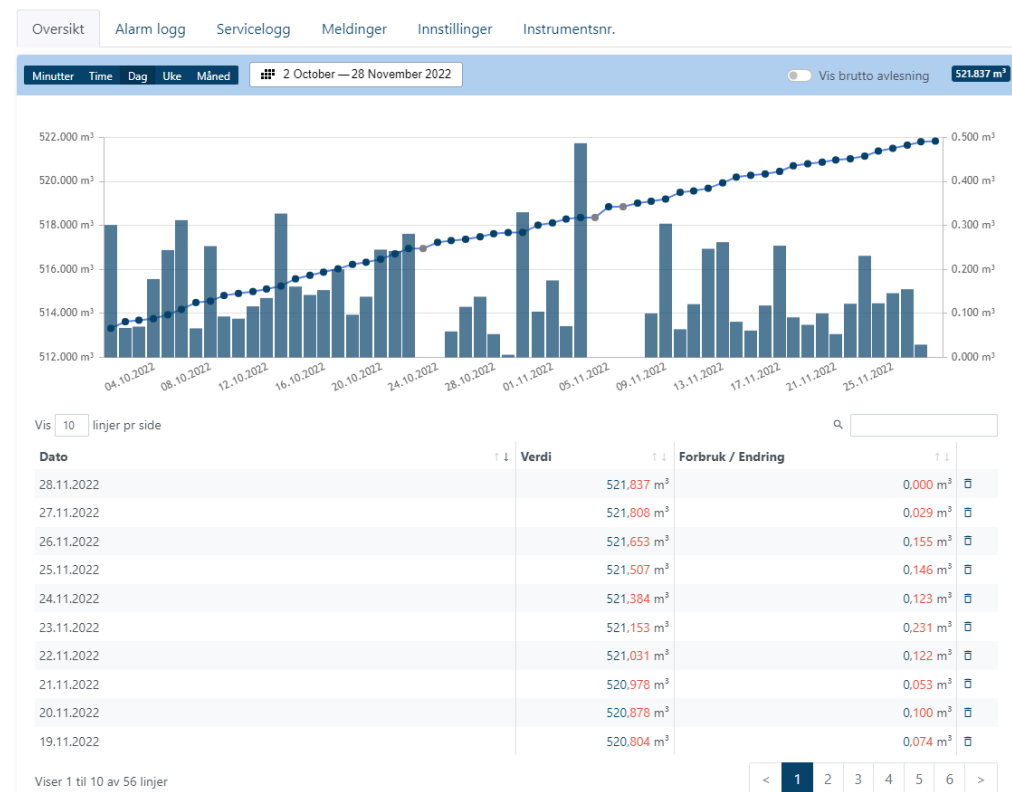 Oversikt Alarm logg Servicelogg Meldinger Innstillinger Instrumentsnr.
Minutter Time Dag Uke Måned 2 October — 28 November 2022 Vis brutto avlesning 521.837 m³
522.000 m³ 0.500 m³
520.000 m³ 0.400 m³
518.000 m³ 0.300 m³
516.000 m³ 0.200 m³
514.000 m³ 0.100 m³
512.000 m³ 0.000 m³
04.10.2022 08.10.2022 12.10.2022 16.10.2022 20.10.2022 24.10.2022 28.10.2022 01.11.2022 05.11.2022 09.11.2022 13.11.2022 17.11.2022 21.11.2022 25.11.2022
Vis 10 linjer pr side
Dato ↑↓ Verdi ↑↓ Forbruk / Endring ↑↓
28.11.2022 521,837 m³ 0,000 m³
27.11.2022 521,808 m³ 0,029 m³
26.11.2022 521,653 m³ 0,155 m³
25.11.2022 521,507 m³ 0,146 m³
24.11.2022 521,384 m³ 0,123 m³
23.11.2022 521,153 m³ 0,231 m³
22.11.2022 521,031 m³ 0,122 m³
21.11.2022 520,978 m³ 0,053 m³
20.11.2022 520,878 m³ 0,100 m³
19.11.2022 520,804 m³ 0,074 m³
Viser 1 til 10 av 56 linjer < 1 2 3 4 5 6 >